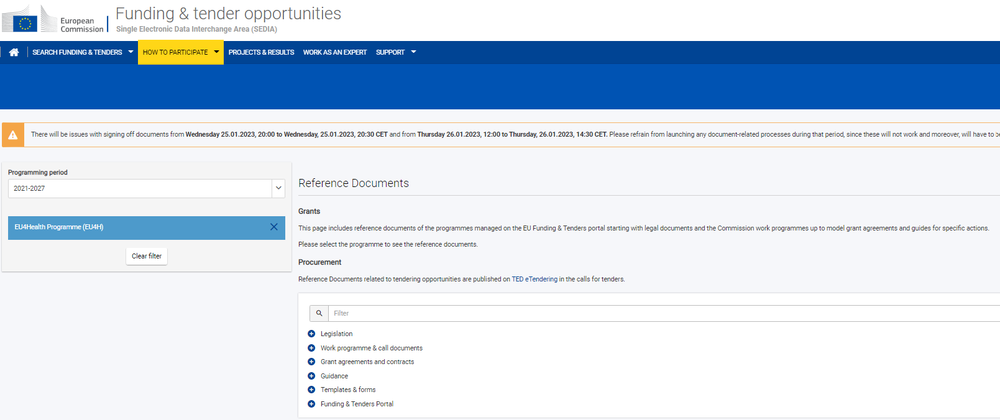 European
Commission
Funding & tender opportunities
Single Electronic Data Interchange Area (SEDIA)
SEARCH FUNDING & TENDERS
HOW TO PARTICIPATE
PROJECTS & RESULTS
WORK AS AN EXPERT
SUPPORT
There will be issues with signing off documents from Wednesday 25.01.2023, 20:00 to Wednesday, 25.01.2023, 20:30 CET and from Thursday 26.01.2023, 12:00 to Thursday, 26.01.2023, 14:30 CET. Please refrain from launching any document-related processes during that period, since these will not work and moreover, will have to
Programming period
2021-2027
EU4Health Programme (EU4H)
Clear filter
Reference Documents
Grants
This page includes reference documents of the programmes managed on the EU Funding & Tenders portal starting with legal documents and the Commission work programmes up to model grant agreements and guides for specific actions.
Please select the programme to see the reference documents.
Procurement
Reference Documents related to tendering opportunities are published on TED eTendering in the calls for tenders.
Filter
Legislation
Work programme & call documents
Grant agreements and contracts
Guidance
Templates & forms
Funding & Tenders Portal